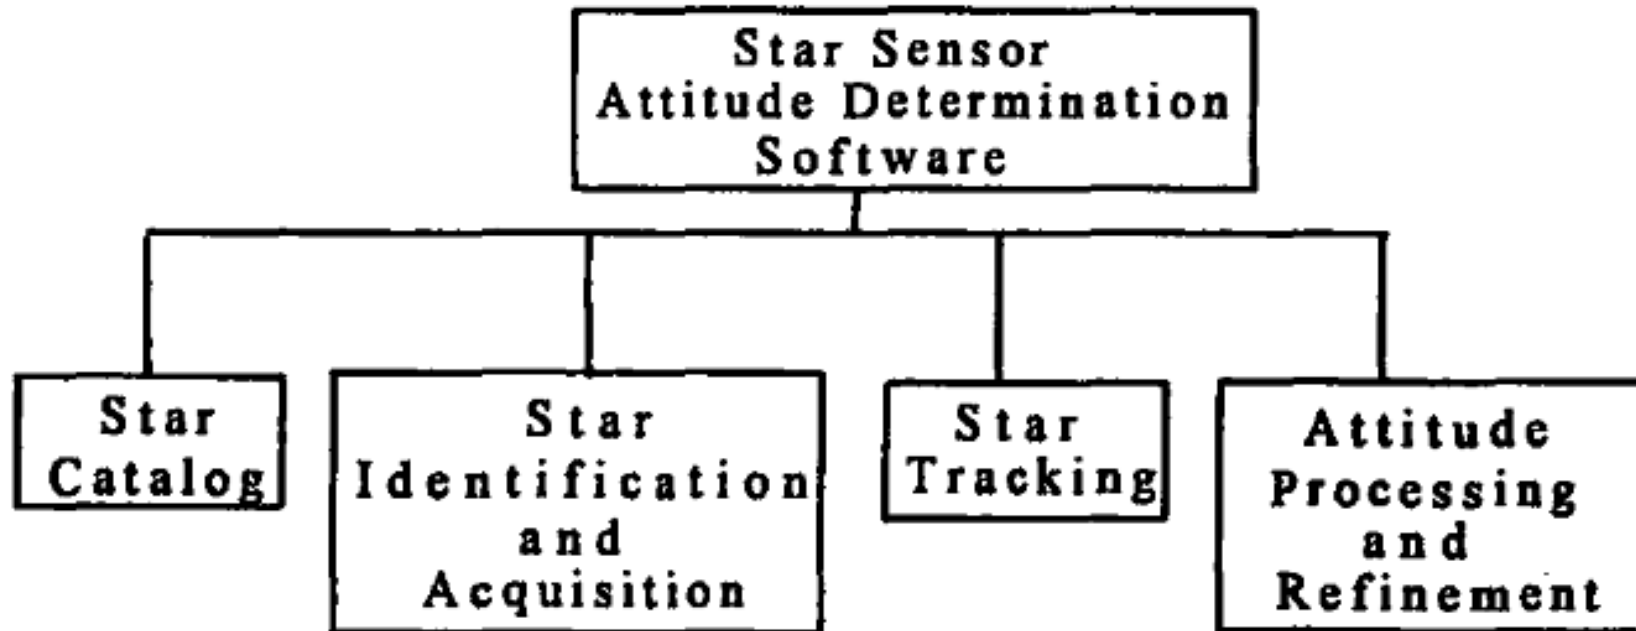 Star Sensor
Attitude Determination
Software
Star
Catalog
Star
Identification
and
Acquisition
Star
Tracking
Attitude
Processing
and
Refinement